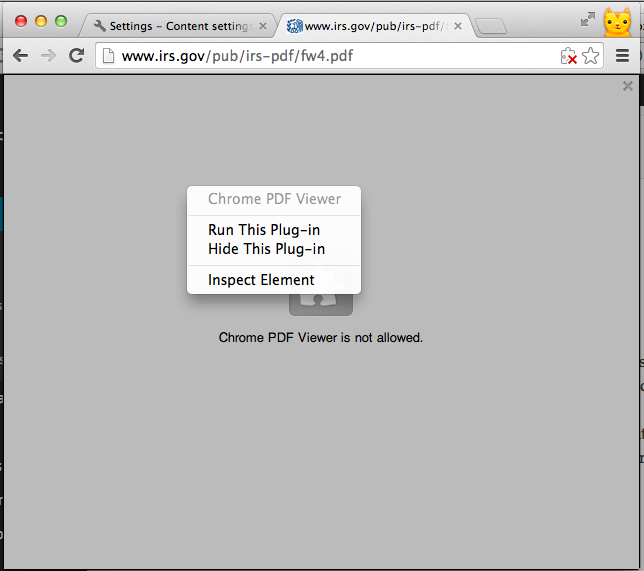 Settings - Content settings
www.irs.gov/pub/irs-pdf/
www.irs.gov/pub/irs-pdf/fw4.pdf
Chrome PDF Viewer
Run This Plug-in
Hide This Plug-in
Inspect Element
Chrome PDF Viewer is not allowed.